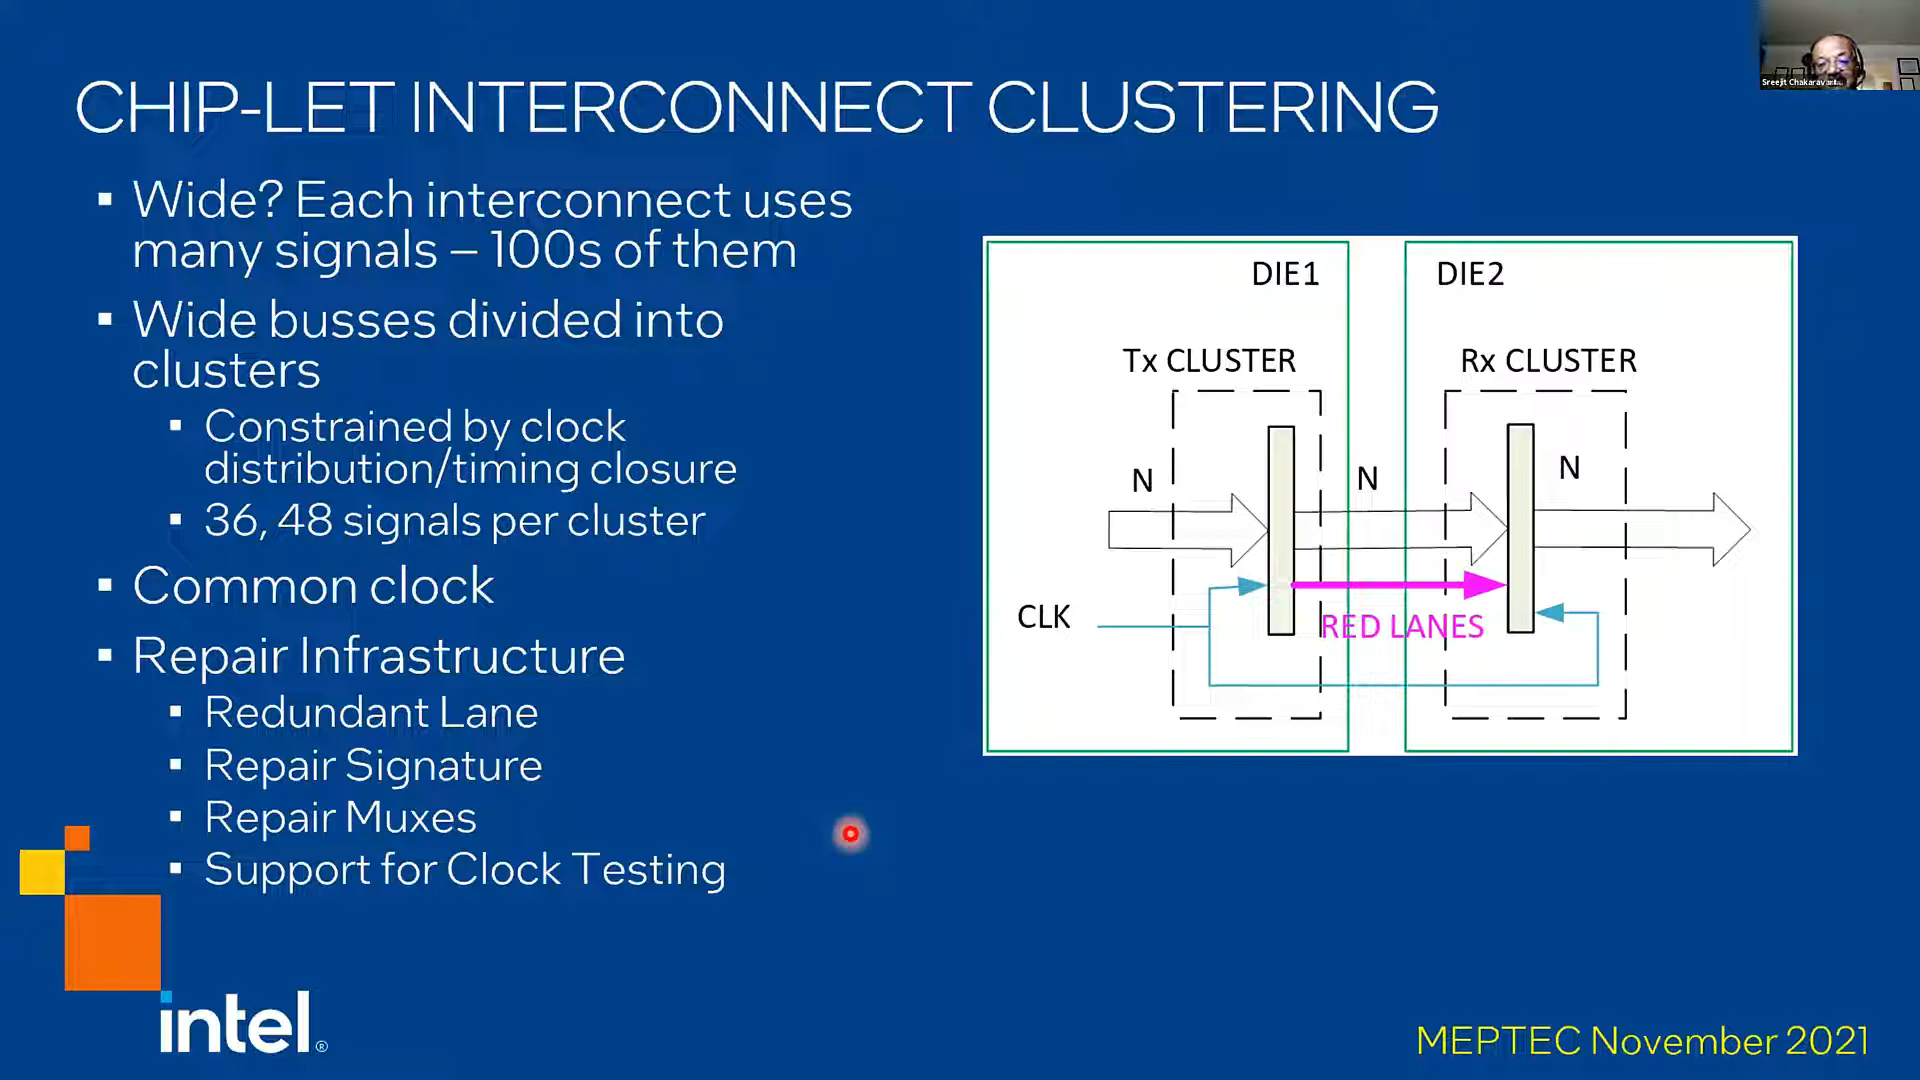 CHIP-LET INTERCONNECT CLUSTERING
▪ Wide? Each interconnect uses
many signals – 100s of them
▪ Wide busses divided into
clusters
▪ Constrained by clock
distribution/timing closure
▪ 36, 48 signals per cluster
▪ Common clock
▪ Repair Infrastructure
▪ Redundant Lane
▪ Repair Signature
▪ Repair Muxes
▪ Support for Clock Testing
DIE1
DIE2
Tx CLUSTER
Rx CLUSTER
N
N
N
CLK
RED LANES
intel®
MEPTEC November 2021
Sreejit